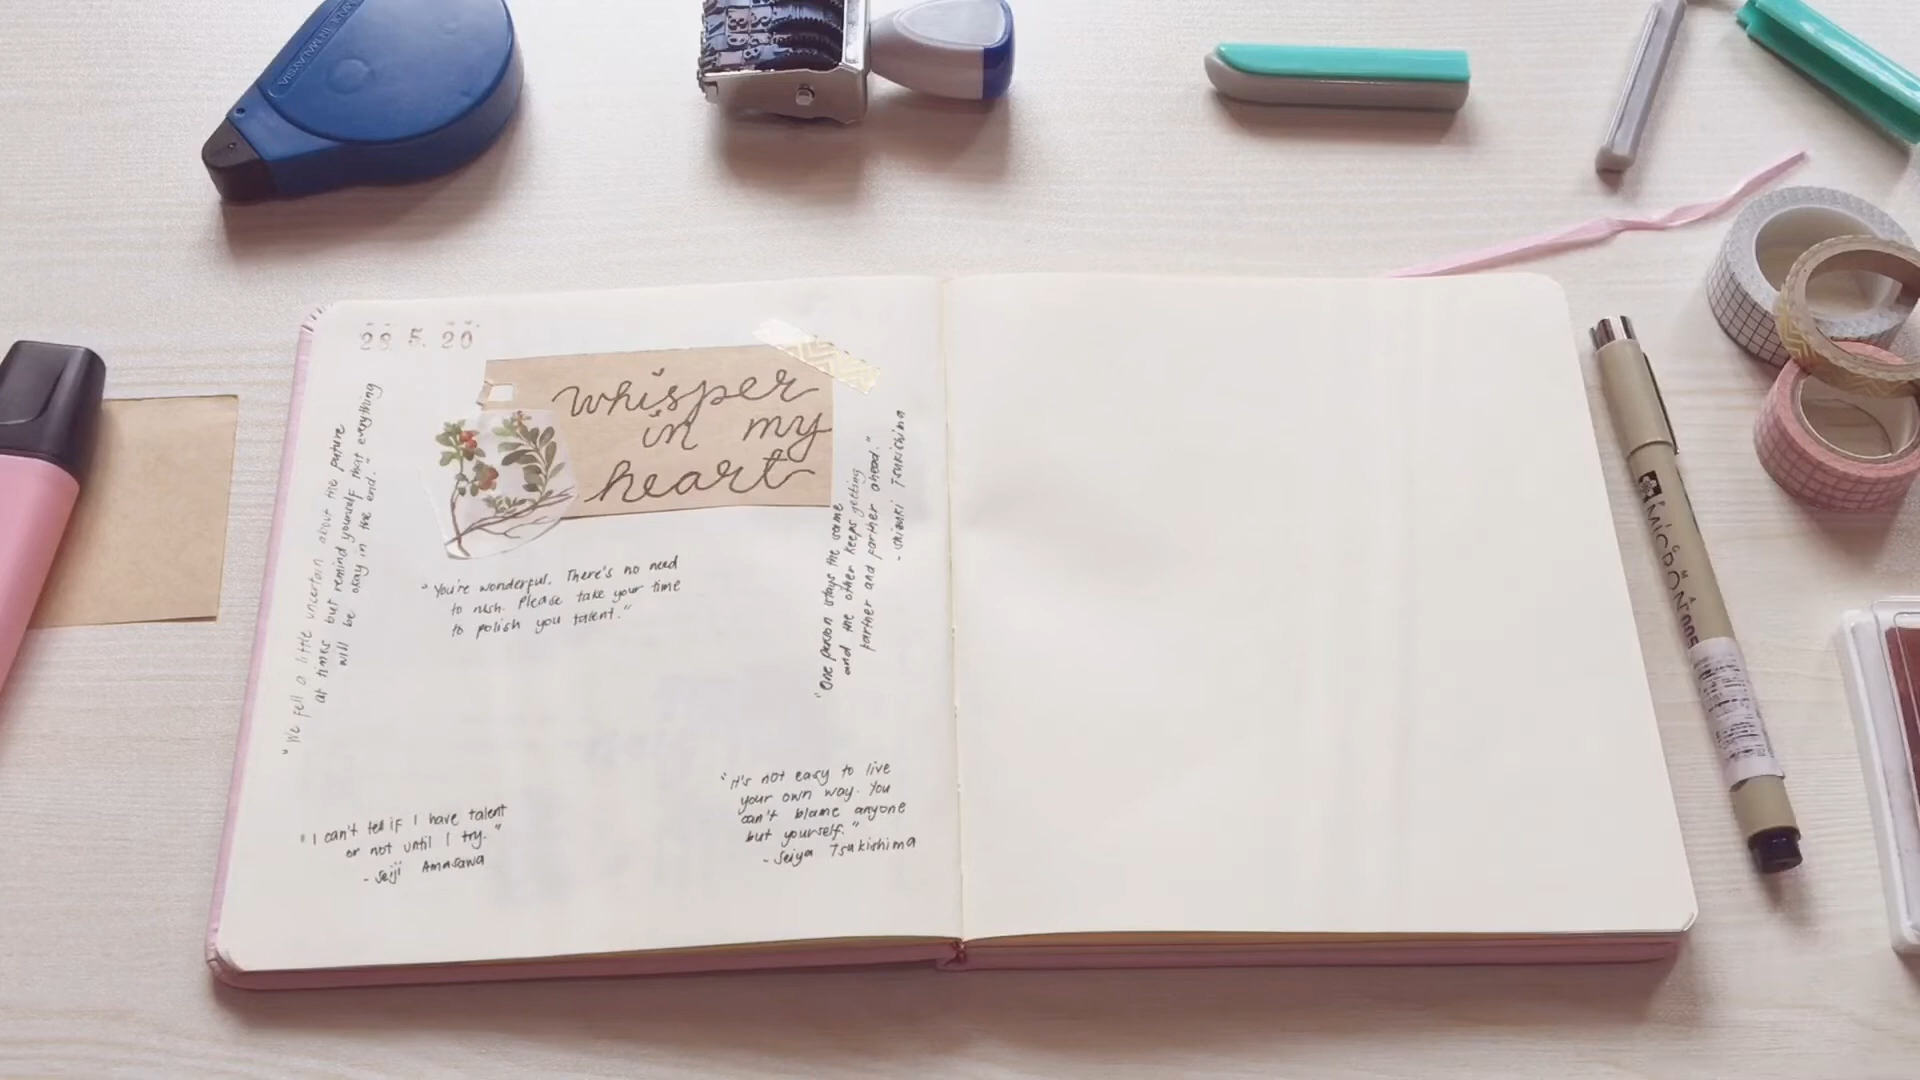 MADE IN MALAYSIA
28. 5. 20
whisper
in my
heart
"We fell a little uncertain about the future
at times but remind yourself that everything
will be okay in the end."
"You're wonderful. There's no need
to rush. Please take your time
to polish you talent."
"One person stays the same
and the other keeps getting
farther and farther ahead."
- Shizuki Tsukishima
"I can't tell if I have talent
or not until I try."
- Seiji Amasawa
"It's not easy to live
your own way. You
can't blame anyone
but yourself."
- Seiya Tsukishima
MICRON 005